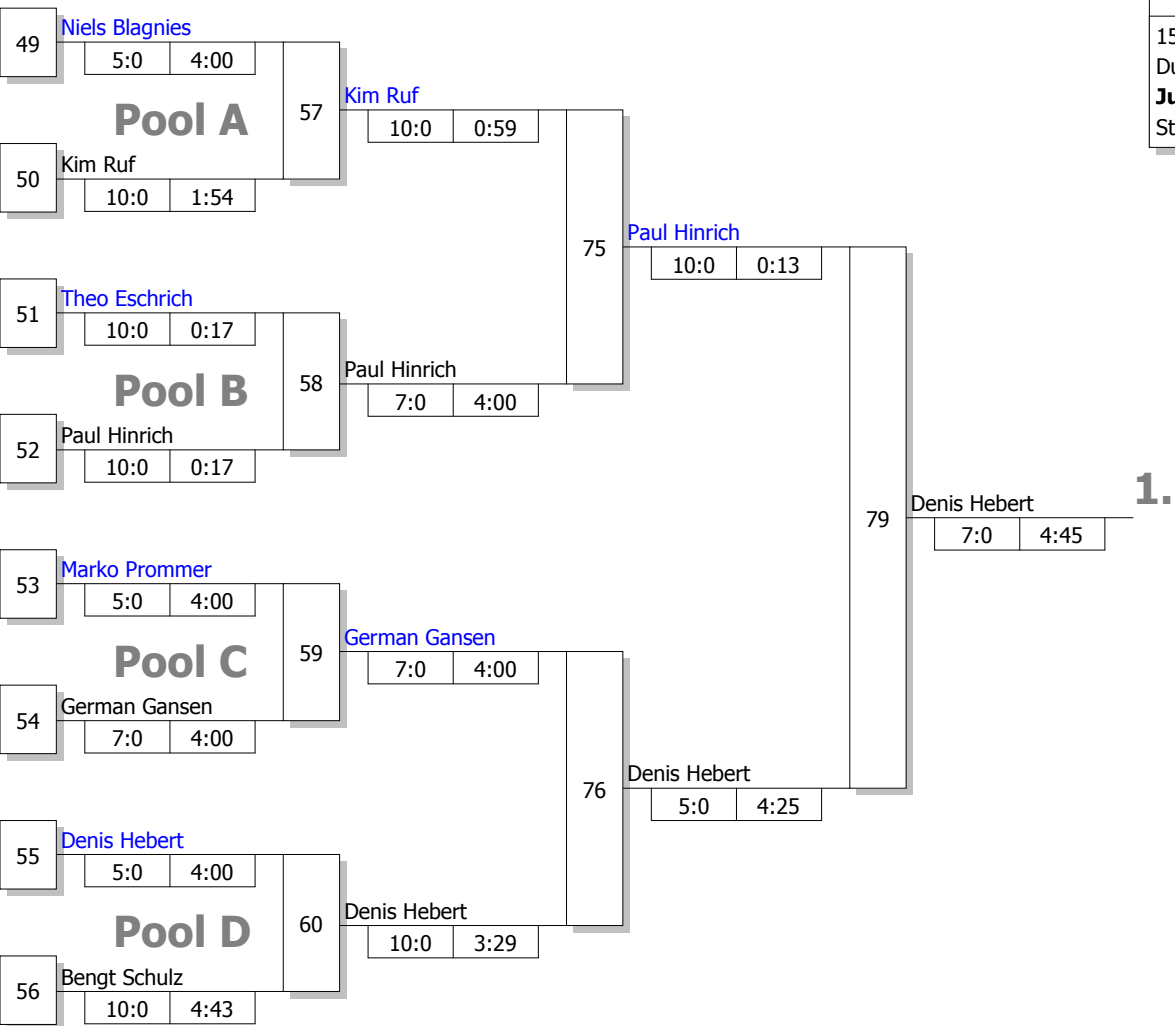 49
Niels Blagnies
5:0 4:00
Pool A
57
Kim Ruf
10:0 0:59
50
Kim Ruf
10:0 1:54
75
Paul Hinrich
10:0 0:13
51
Theo Eschrich
10:0 0:17
Pool B
58
Paul Hinrich
7:0 4:00
52
Paul Hinrich
10:0 0:17
79
Denis Hebert
7:0 4:45
1.
53
Marko Prommer
5:0 4:00
Pool C
59
German Gansen
7:0 4:00
54
German Gansen
7:0 4:00
76
Denis Hebert
5:0 4:25
55
Denis Hebert
5:0 4:00
Pool D
60
Denis Hebert
10:0 3:29
56
Bengt Schulz
10:0 4:43
15
Du
Ju
St